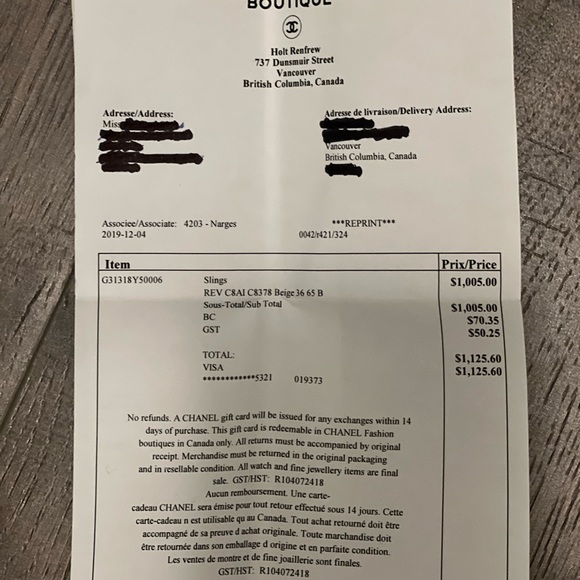 BOUTIQUE
Holt Renfrew
737 Dunsmuir Street
Vancouver
British Columbia, Canada
Adresse/Address:
Miss
Adresse de livraison/Delivery Address:
Vancouver
British Columbia, Canada
Associee/Associate: 4203 - Narges
2019-12-04
***REPRINT***
0042/r421/324
Item Prix/Price
G31318Y50006 Slings $1,005.00
REV C8AI C8378 Beige 36 65 B
Sous-Total/Sub Total $1,005.00
BC $70.35
GST $50.25
TOTAL: $1,125.60
VISA $1,125.60
************5321 019373
No refunds. A CHANEL gift card will be issued for any exchanges within 14
days of purchase. This gift card is redeemable in CHANEL Fashion
boutiques in Canada only. All returns must be accompanied by original
receipt. Merchandise must be returned in the original packaging
and in resellable condition. All watch and fine jewellery items are final
sale. GST/HST: R104072418
Aucun remboursement. Une carte-
cadeau CHANEL sera émise pour tout retour effectué sous 14 jours. Cette
carte-cadeau n est utilisable qu au Canada. Tout achat retourné doit être
accompagné de sa preuve d achat originale. Toute marchandise doit
être retournée dans son emballage d origine et en parfaite condition.
Les ventes de montre et de fine joaillerie sont finales.
GST/HST: R104072418